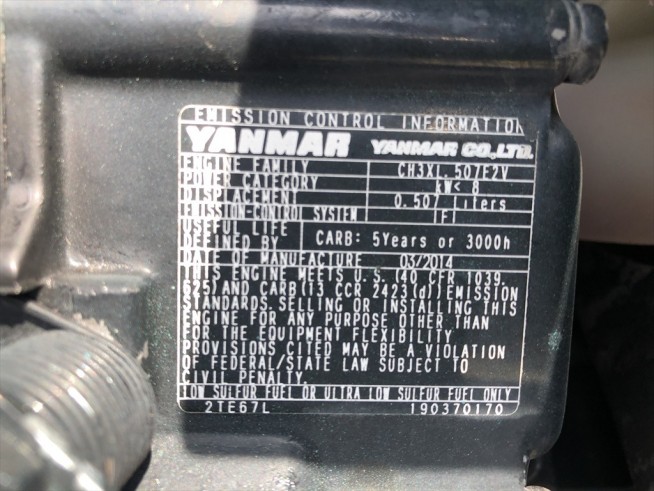 EMISSION CONTROL INFORMATION
YANMAR YANMAR CO.,LTD.
ENGINE FAMILY CH3XL.507E2V
POWER CATEGORY kW< 8
DISPLACEMENT 0.507 Liters
EMISSION-CONTROL SYSTEM IFI
USEFUL LIFE
DEFINED BY CARB: 5Years or 3000h
DATE OF MANUFACTURE 03/2014
THIS ENGINE MEETS U.S.(40 CFR 1039.
625)AND CARB(13 CCR 2423(d))EMISSION
STANDARDS. SELLING OR INSTALLING THIS
ENGINE FOR ANY PURPOSE OTHER THAN
FOR THE EQUIPMENT FLEXIBILITY
PROVISIONS CITED MAY BE A VIOLATION
OF FEDERAL/STATE LAW SUBJECT TO
CIVIL PENALTY.
LOW SULFUR FUEL OR ULTRA LOW SULFUR FUEL ONLY
2TE67L 190370170